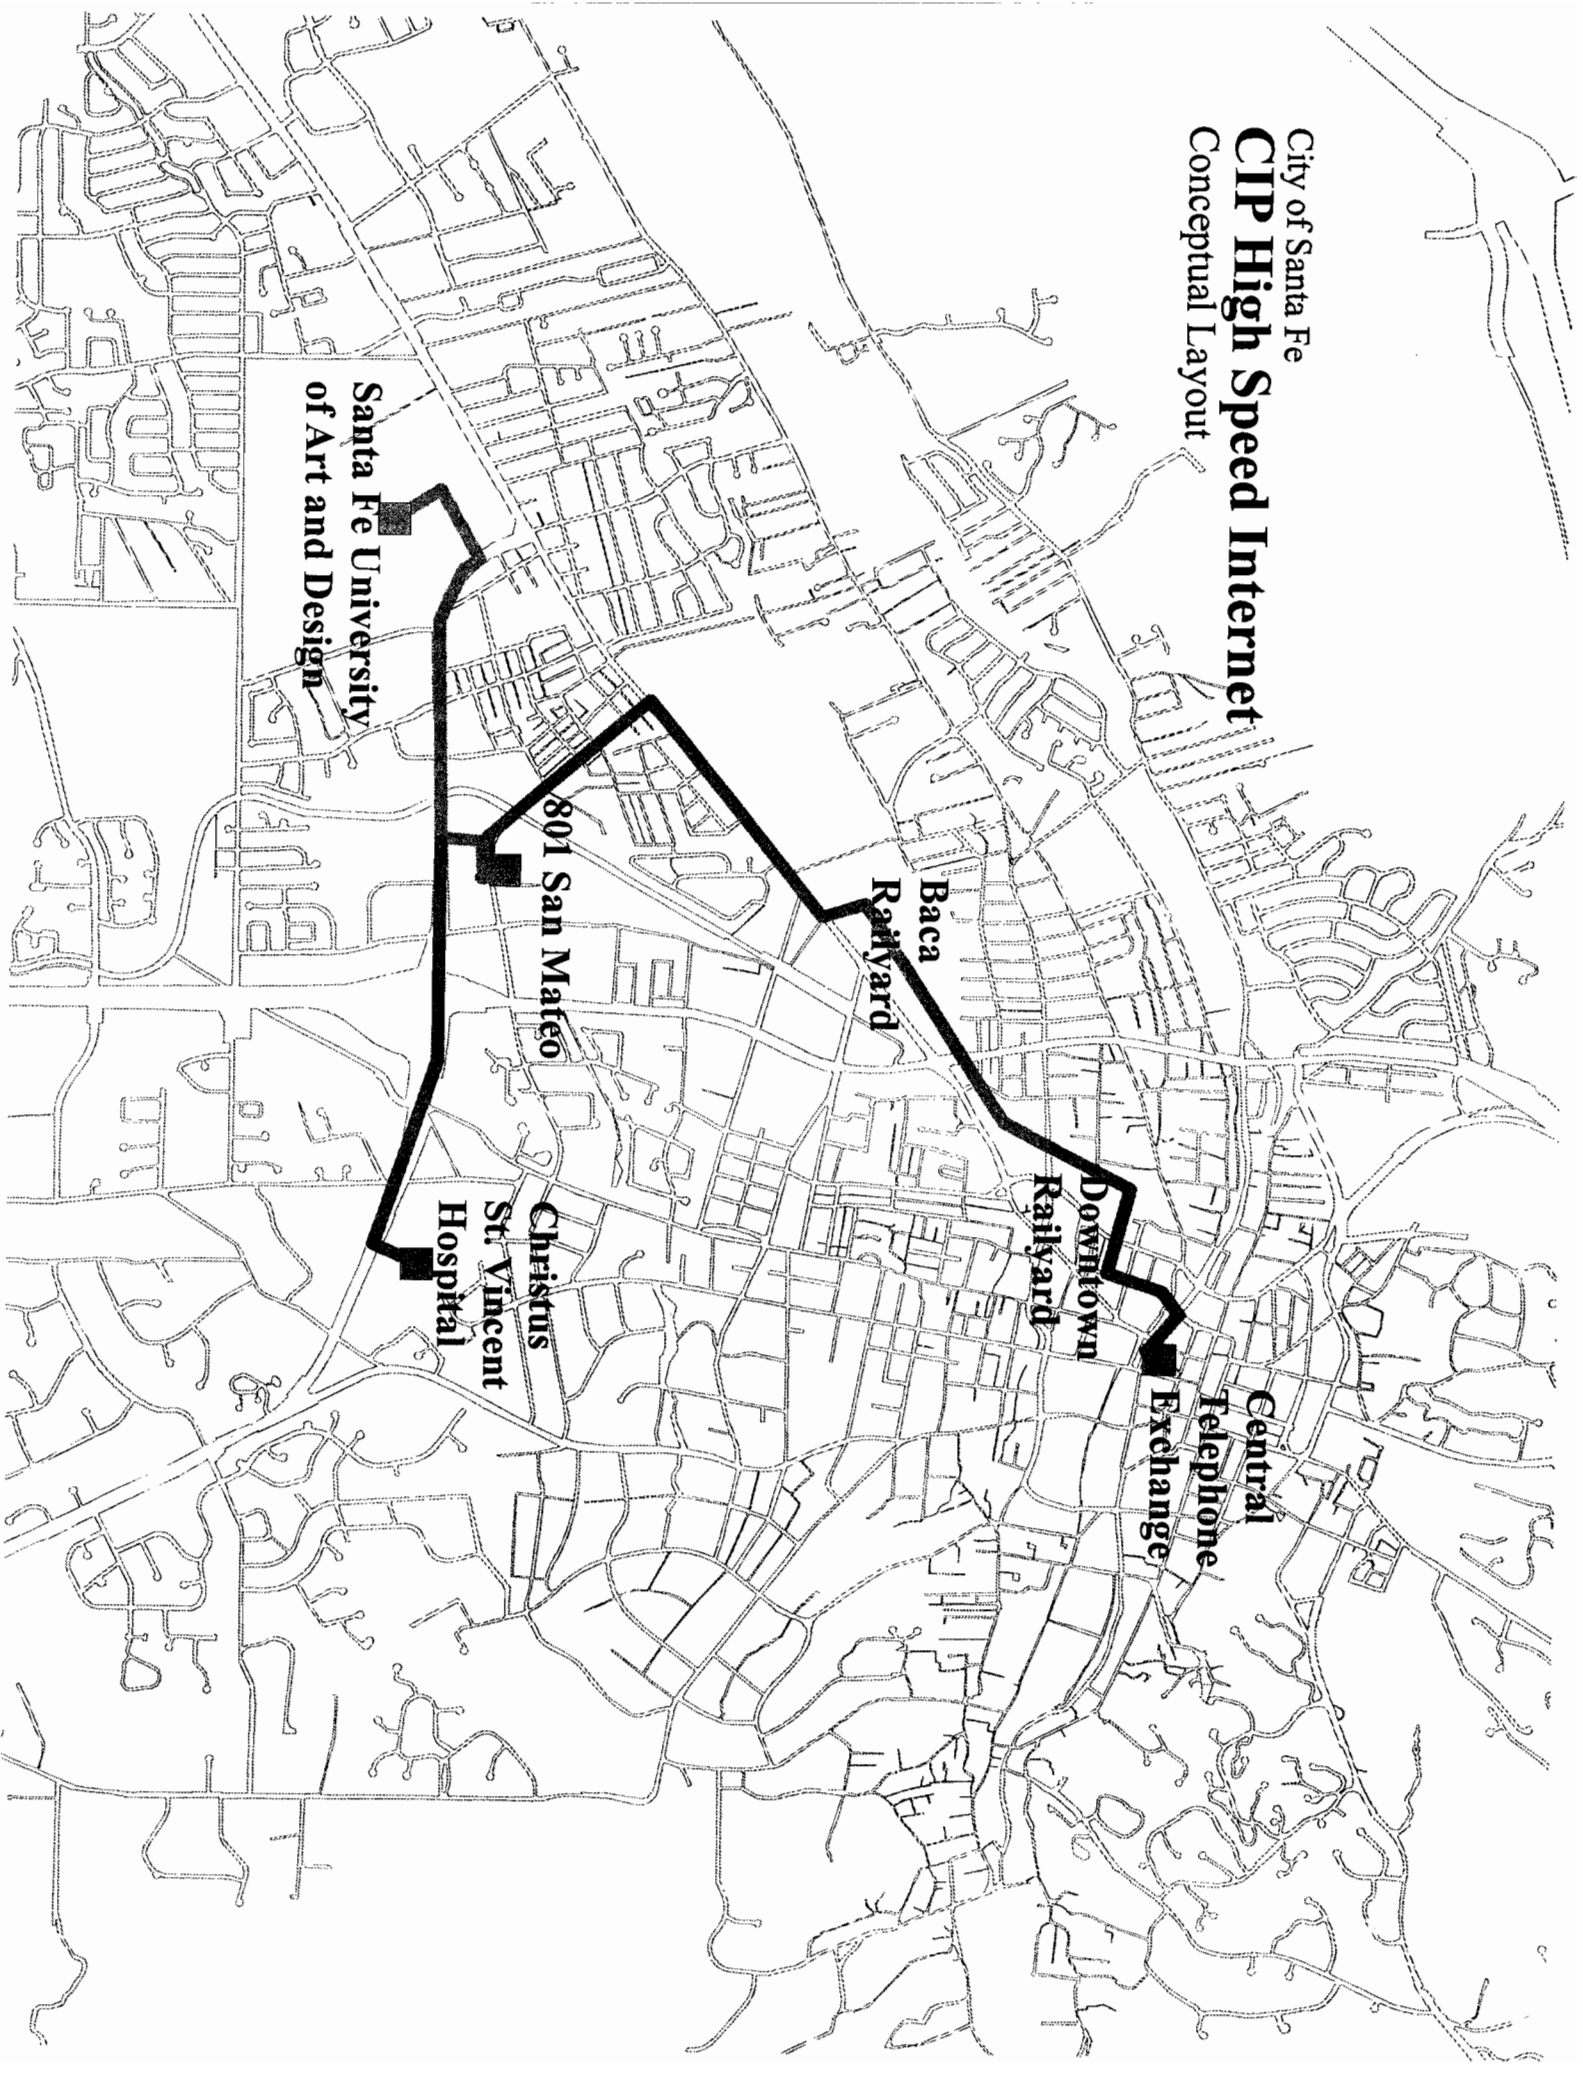 City of Santa Fe
CIP High Speed Internet
Conceptual Layout
Central
Telephone
Exchange
Downtown
Railyard
Baca
Railyard
801 San Mateo
Christus
St. Vincent
Hospital
Santa Fe University
of Art and Design